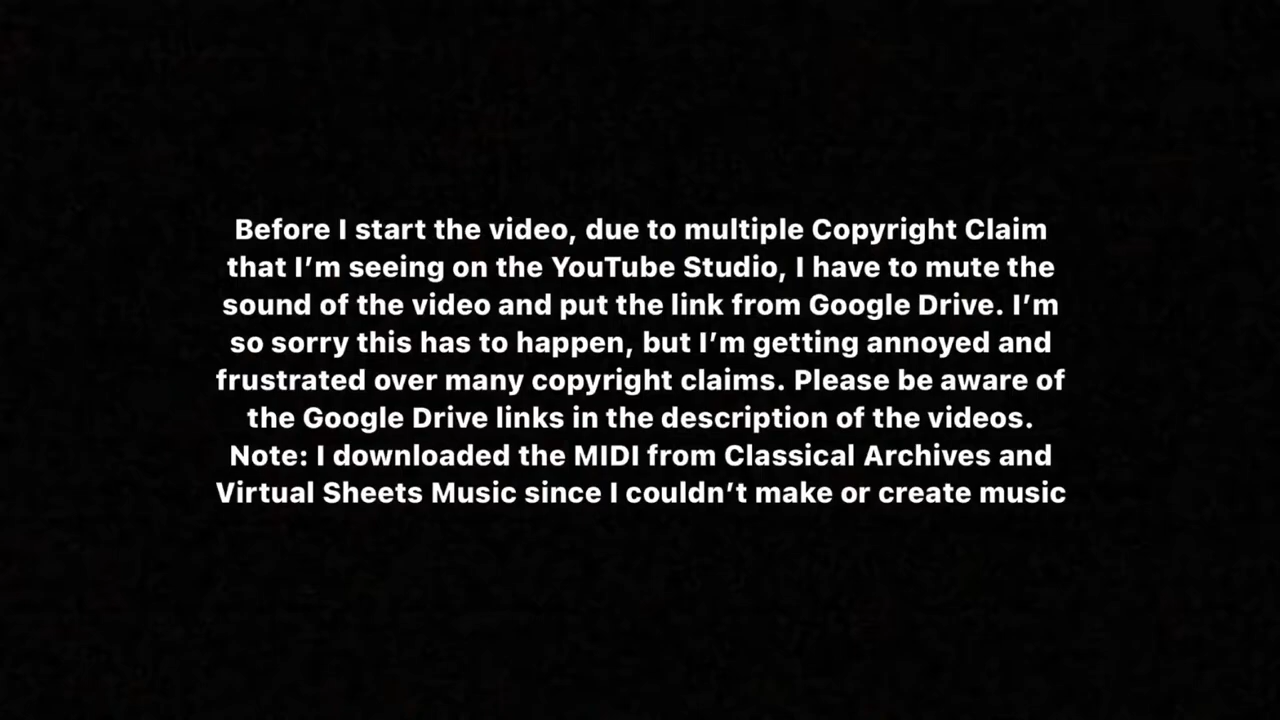 Before I start the video, due to multiple Copyright Claim
that I’m seeing on the YouTube Studio, I have to mute the
sound of the video and put the link from Google Drive. I’m
so sorry this has to happen, but I’m getting annoyed and
frustrated over many copyright claims. Please be aware of
the Google Drive links in the description of the videos.
Note: I downloaded the MIDI from Classical Archives and
Virtual Sheets Music since I couldn’t make or create music